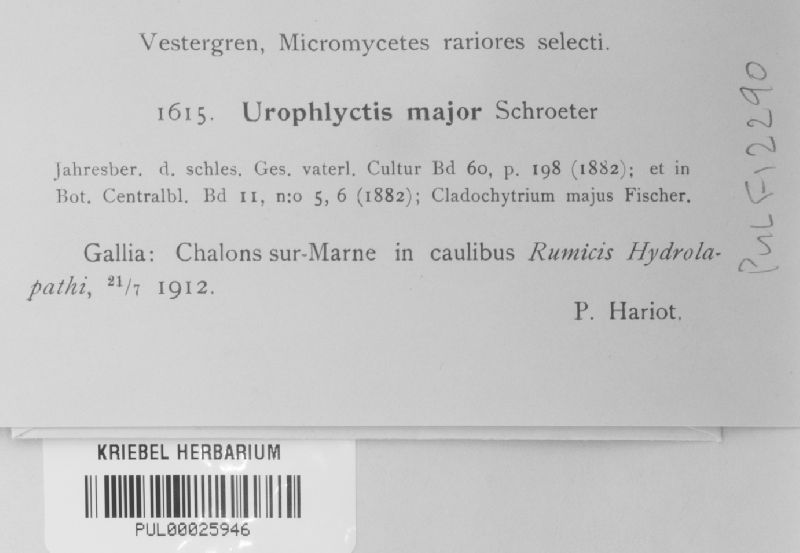 Vestergren, Micromycetes rariores selecti.
1615. Urophlyctis major Schroeter
Jahresber. d. schles. Ges. vaterl. Cultur Bd 60, p. 198 (1882); et in
Bot. Centralbl. Bd 11, n:o 5, 6 (1882); Cladochytrium majus Fischer.
Gallia: Chalons sur-Marne in caulibus Rumicis Hydrola-
pathi, 21/7 1912.
P. Hariot.
PUL F12290
KRIEBEL HERBARIUM
PUL00025946